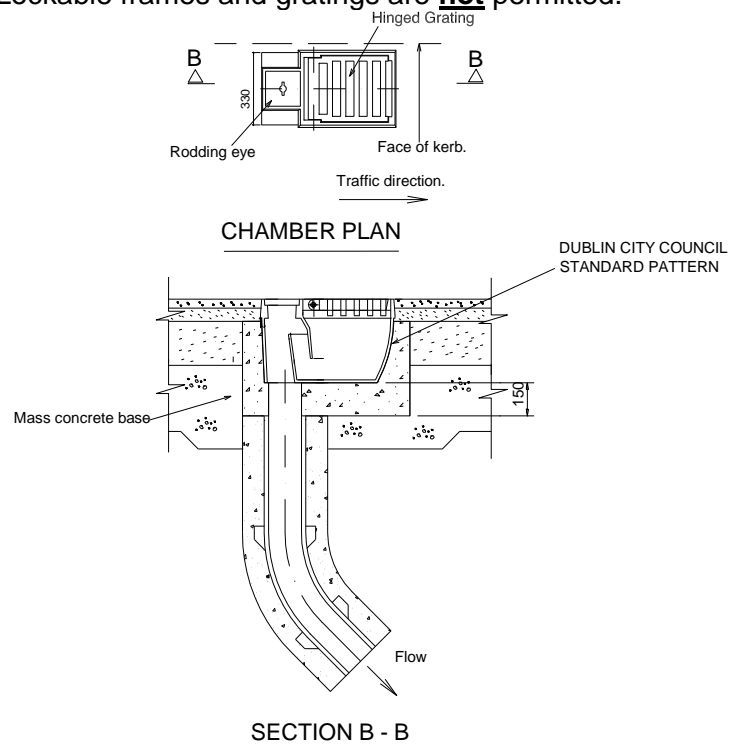 Lockable frames and gratings are not permitted.
Hinged Grating
B
B
330
Rodding eye
Face of kerb.
Traffic direction.
CHAMBER PLAN
DUBLIN CITY COUNCIL
STANDARD PATTERN
150
Mass concrete base
Flow
SECTION B - B